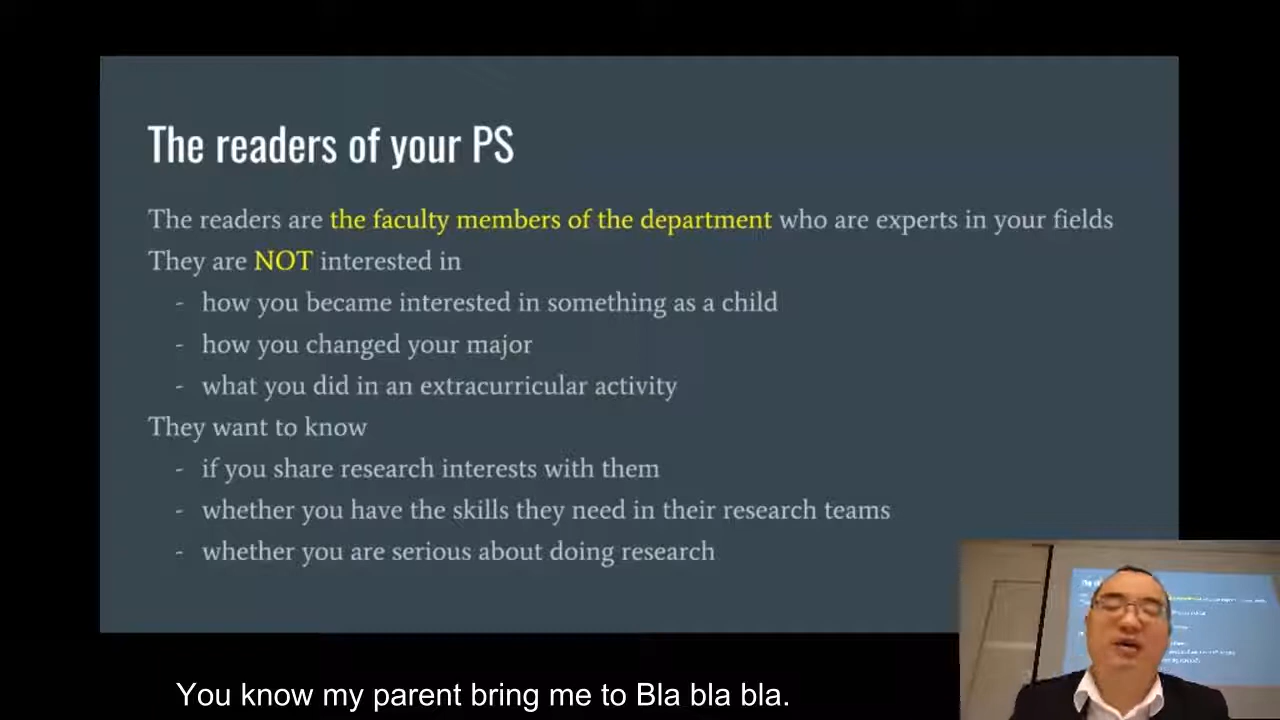 The readers of your PS
The readers are the faculty members of the department who are experts in your fields
They are NOT interested in
- how you became interested in something as a child
- how you changed your major
- what you did in an extracurricular activity
They want to know
- if you share research interests with them
- whether you have the skills they need in their research teams
- whether you are serious about doing research
You know my parent bring me to Bla bla bla.